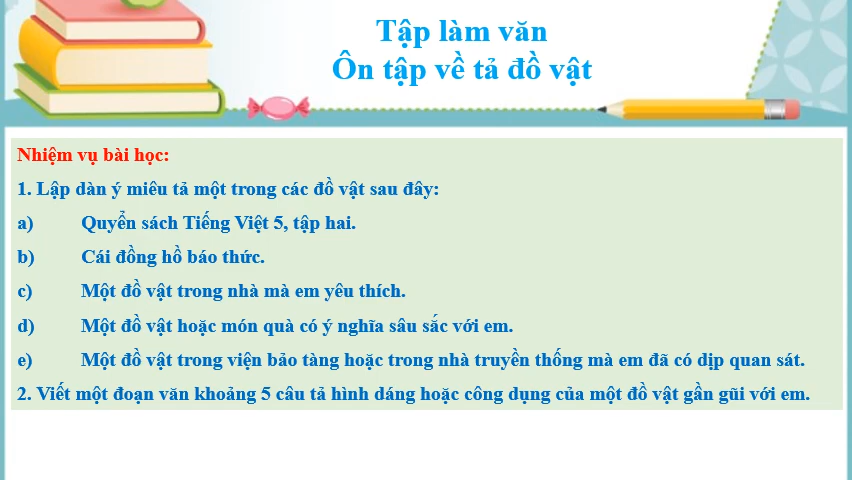 Tập làm văn
Ôn tập về tả đồ vật
Nhiệm vụ bài học:
1. Lập dàn ý miêu tả một trong các đồ vật sau đây:
a) Quyển sách Tiếng Việt 5, tập hai.
b) Cái đồng hồ báo thức.
c) Một đồ vật trong nhà mà em yêu thích.
d) Một đồ vật hoặc món quà có ý nghĩa sâu sắc với em.
e) Một đồ vật trong viện bảo tàng hoặc trong nhà truyền thống mà em đã có dịp quan sát.
2. Viết một đoạn văn khoảng 5 câu tả hình dáng hoặc công dụng của một đồ vật gần gũi với em.